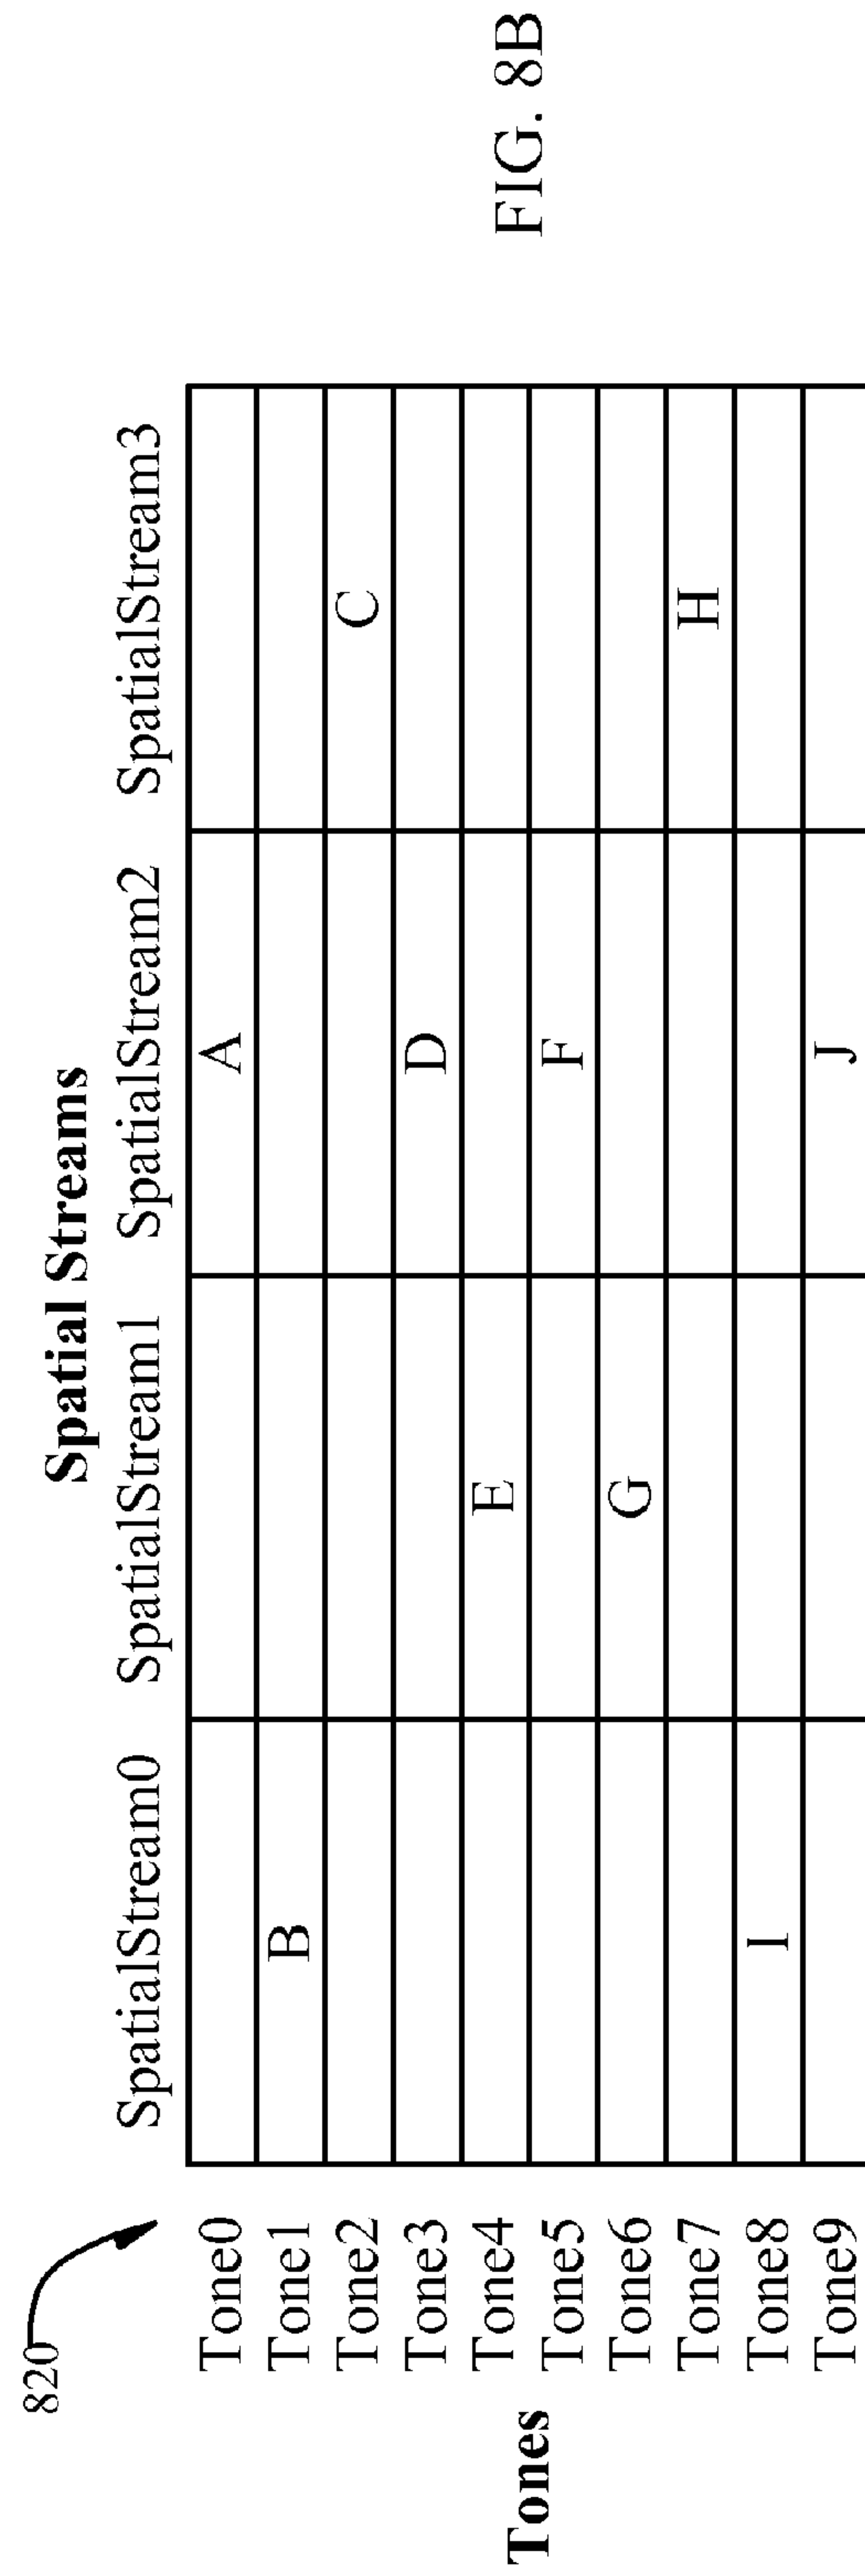 820
Spatial Streams
SpatialStream0 SpatialStream1 SpatialStream2 SpatialStream3
Tones
Tone0 A
Tone1 B
Tone2 C
Tone3 D
Tone4 E
Tone5 F
Tone6 G
Tone7 H
Tone8 I
Tone9 J
FIG. 8B